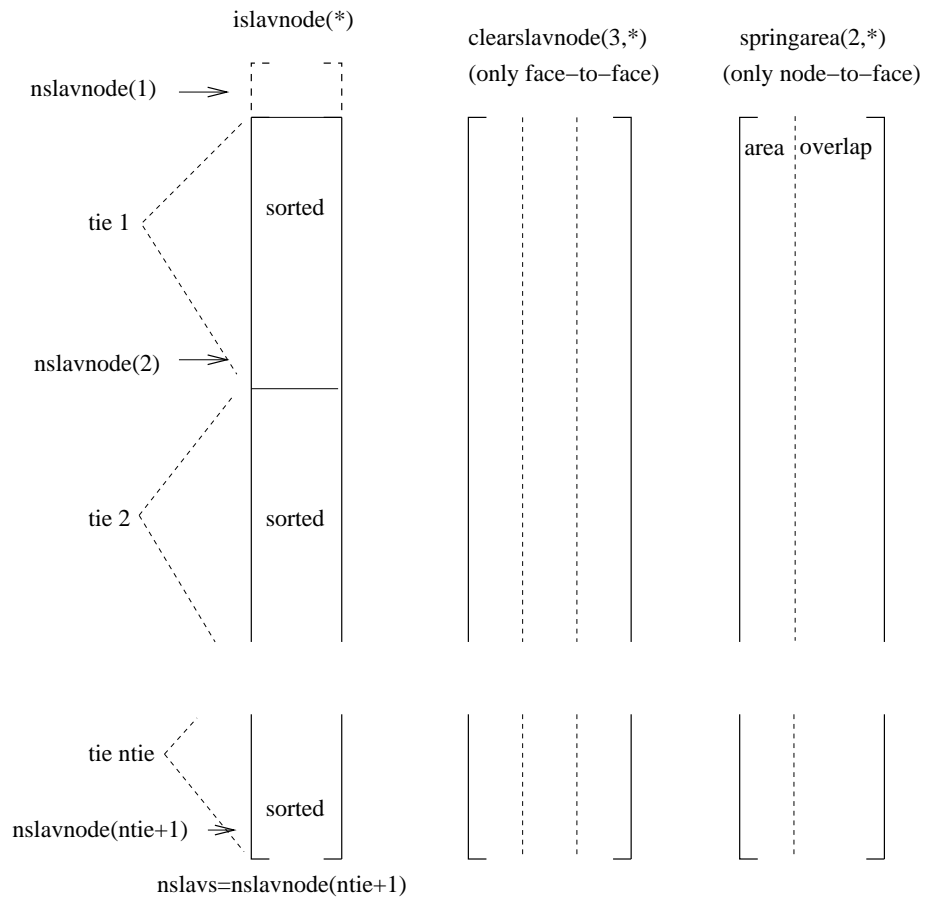 islavnode(*)
clearslavnode(3,*)
(only face−to−face)
springarea(2,*)
(only node−to−face)
nslavnode(1)
area
overlap
tie 1
sorted
nslavnode(2)
tie 2
sorted
tie ntie
sorted
nslavnode(ntie+1)
nslavs=nslavnode(ntie+1)